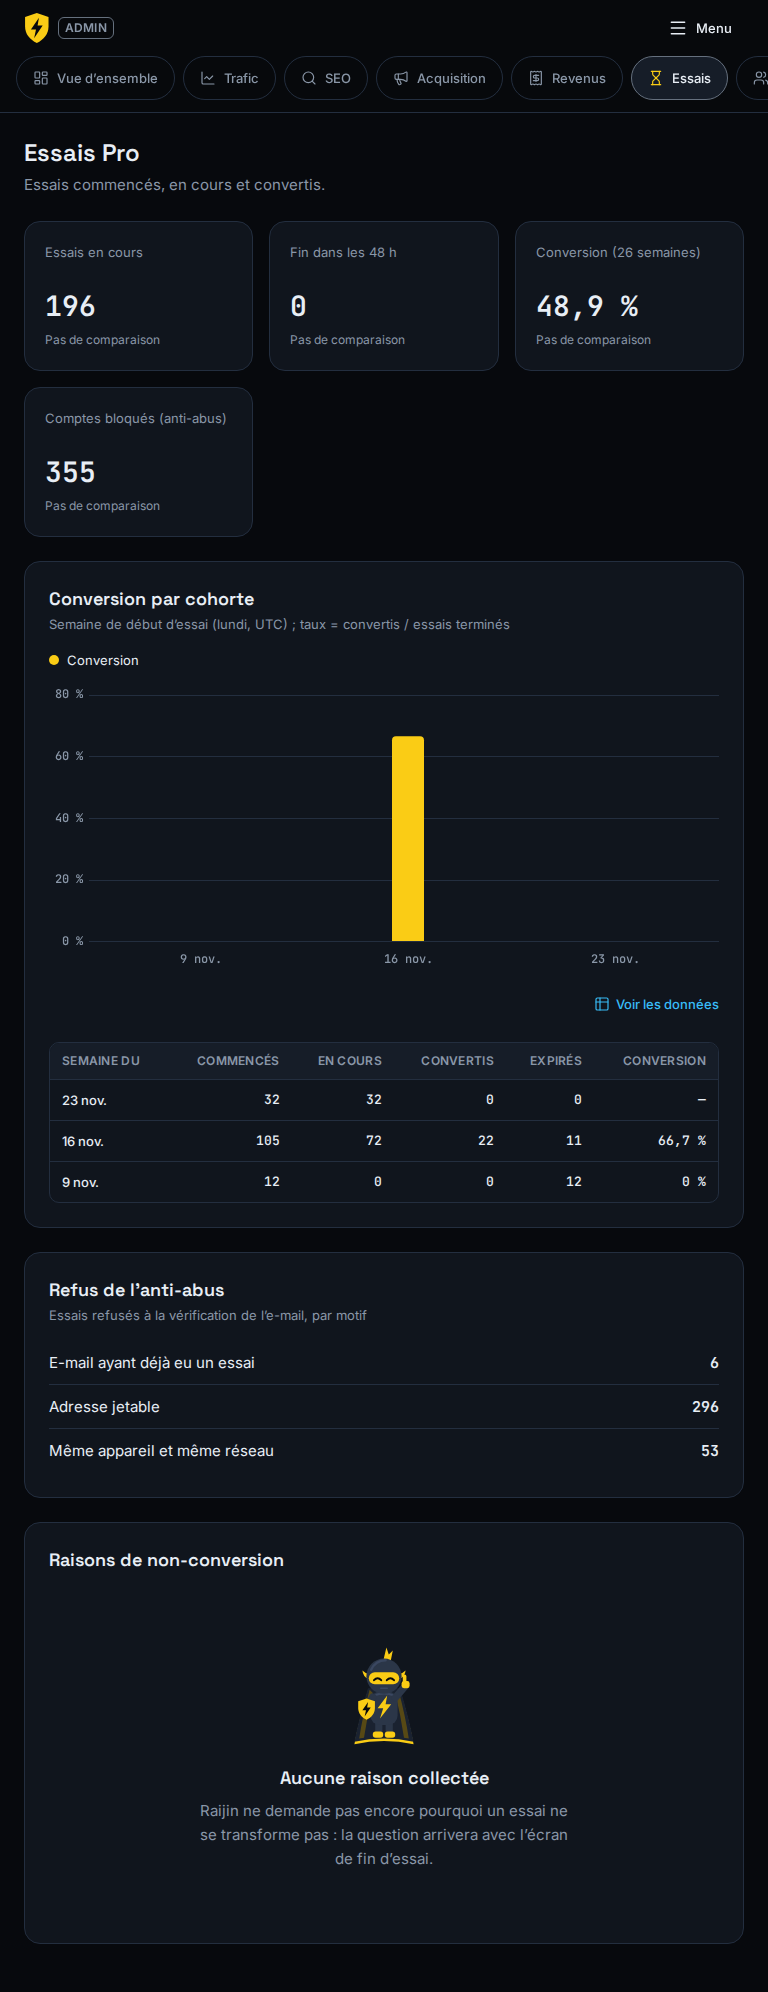 ADMIN
Menu
Vue d'ensemble
Trafic
SEO
Acquisition
Revenus
Essais
Essais Pro
Essais commencés, en cours et convertis.
Essais en cours
196
Pas de comparaison
Fin dans les 48 h
0
Pas de comparaison
Conversion (26 semaines)
48,9 %
Pas de comparaison
Comptes bloqués (anti-abus)
355
Pas de comparaison
Conversion par cohorte
Semaine de début d'essai (lundi, UTC) ; taux = convertis / essais terminés
Conversion
80 %
60 %
40 %
20 %
0 %
9 nov.
16 nov.
23 nov.
Voir les données
SEMAINE DU COMMENCÉS EN COURS CONVERTIS EXPIRÉS CONVERSION
23 nov. 32 32 0 0 —
16 nov. 105 72 22 11 66,7 %
9 nov. 12 0 0 12 0 %
Refus de l'anti-abus
Essais refusés à la vérification de l'e-mail, par motif
E-mail ayant déjà eu un essai 6
Adresse jetable 296
Même appareil et même réseau 53
Raisons de non-conversion
Aucune raison collectée
Raijin ne demande pas encore pourquoi un essai ne
se transforme pas : la question arrivera avec l'écran
de fin d'essai.